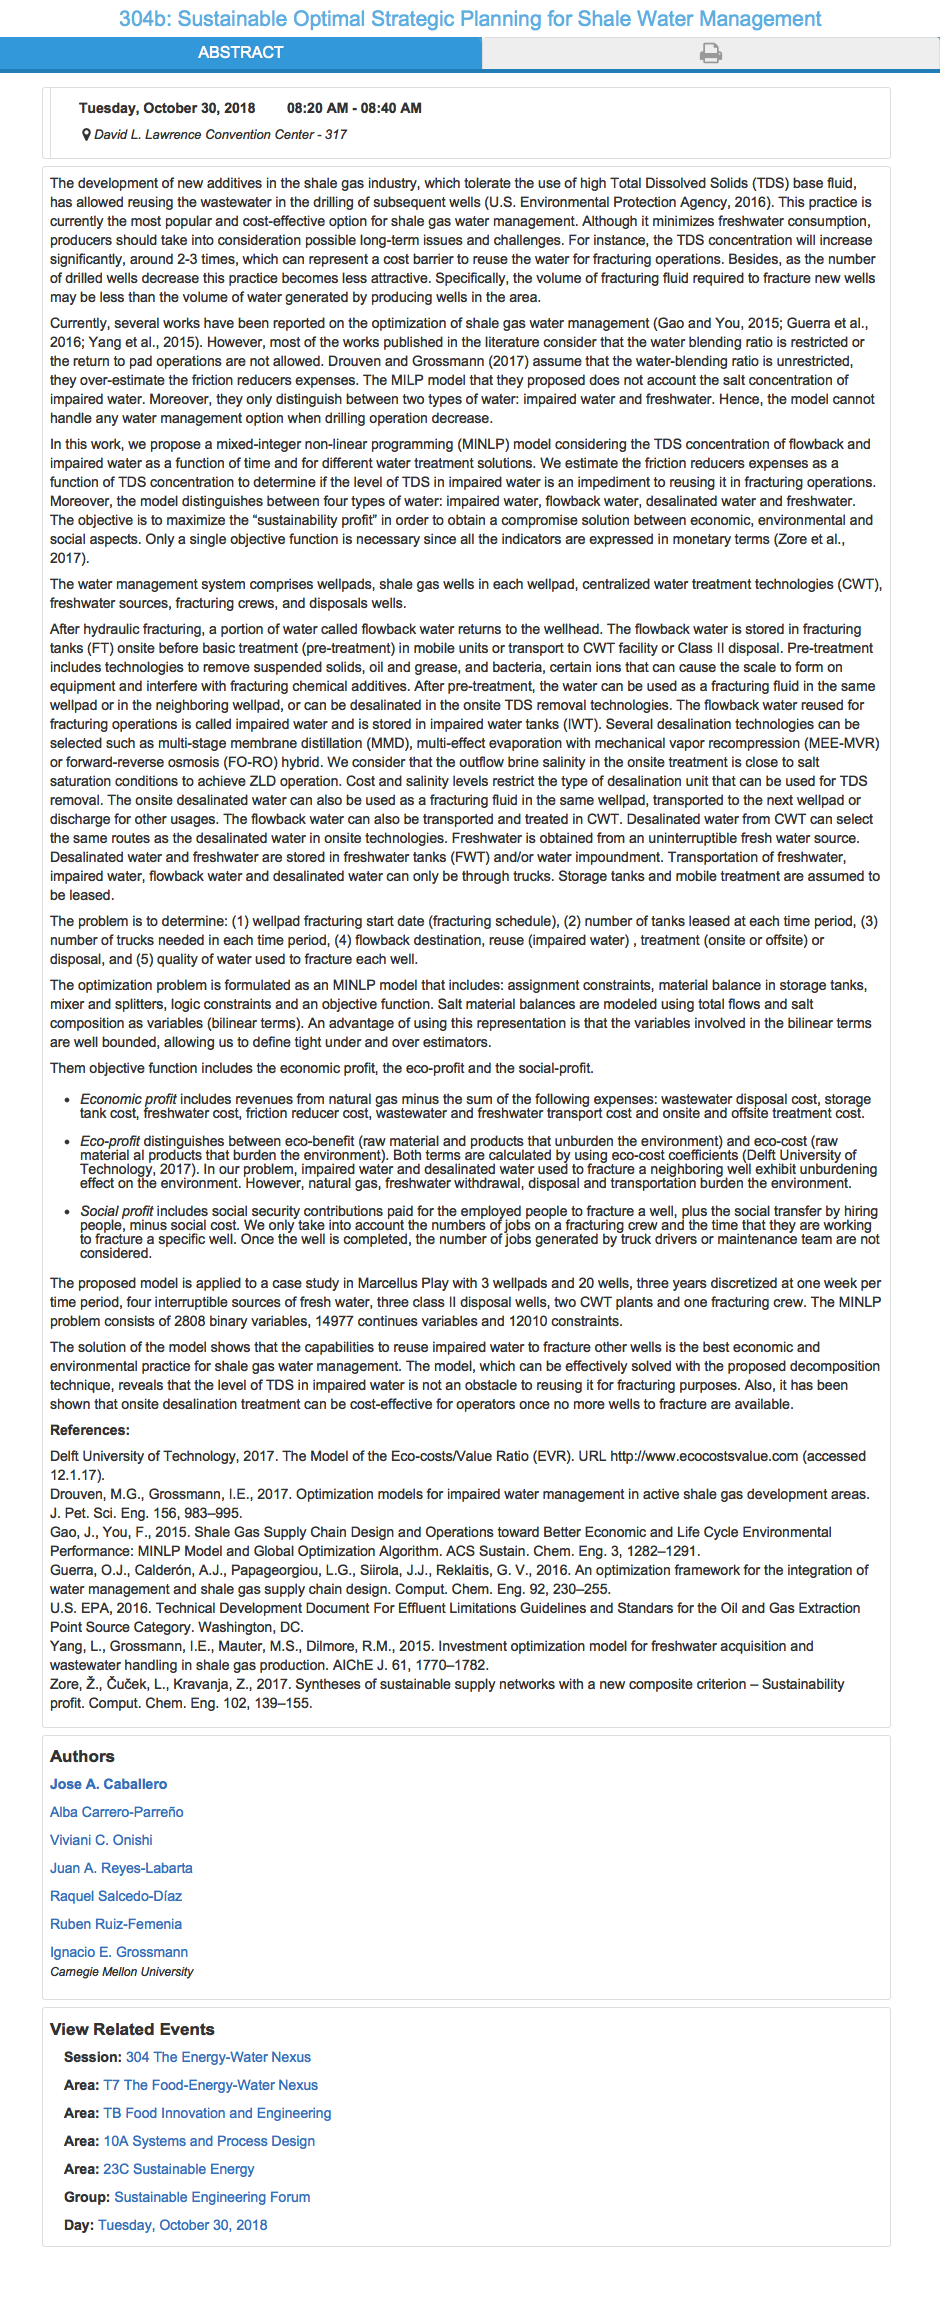 304b: Sustainable Optimal Strategic Planning for Shale Water Management
ABSTRACT
Tuesday, October 30, 2018 08:20 AM - 08:40 AM
David L. Lawrence Convention Center - 317
The development of new additives in the shale gas industry, which tolerate the use of high Total Dissolved Solids (TDS) base fluid,
has allowed reusing the wastewater in the drilling of subsequent wells (U.S. Environmental Protection Agency, 2016). This practice is
currently the most popular and cost-effective option for shale gas water management. Although it minimizes freshwater consumption,
producers should take into consideration possible long-term issues and challenges. For instance, the TDS concentration will increase
significantly, around 2-3 times, which can represent a cost barrier to reuse the water for fracturing operations. Besides, as the number
of drilled wells decrease this practice becomes less attractive. Specifically, the volume of fracturing fluid required to fracture new wells
may be less than the volume of water generated by producing wells in the area.
Currently, several works have been reported on the optimization of shale gas water management (Gao and You, 2015; Guerra et al.,
2016; Yang et al., 2015). However, most of the works published in the literature consider that the water blending ratio is restricted or
the return to pad operations are not allowed. Drouven and Grossmann (2017) assume that the water-blending ratio is unrestricted,
they over-estimate the friction reducers expenses. The MILP model that they proposed does not account the salt concentration of
impaired water. Moreover, they only distinguish between two types of water: impaired water and freshwater. Hence, the model cannot
handle any water management option when drilling operation decrease.
In this work, we propose a mixed-integer non-linear programming (MINLP) model considering the TDS concentration of flowback and
impaired water as a function of time and for different water treatment solutions. We estimate the friction reducers expenses as a
function of TDS concentration to determine if the level of TDS in impaired water is an impediment to reusing it in fracturing operations.
Moreover, the model distinguishes between four types of water: impaired water, flowback water, desalinated water and freshwater.
The objective is to maximize the “sustainability profit” in order to obtain a compromise solution between economic, environmental and
social aspects. Only a single objective function is necessary since all the indicators are expressed in monetary terms (Zore et al.,
2017).
The water management system comprises wellpads, shale gas wells in each wellpad, centralized water treatment technologies (CWT),
freshwater sources, fracturing crews, and disposals wells.
After hydraulic fracturing, a portion of water called flowback water returns to the wellhead. The flowback water is stored in fracturing
tanks (FT) onsite before basic treatment (pre-treatment) in mobile units or transport to CWT facility or Class II disposal. Pre-treatment
includes technologies to remove suspended solids, oil and grease, and bacteria, certain ions that can cause the scale to form on
equipment and interfere with fracturing chemical additives. After pre-treatment, the water can be used as a fracturing fluid in the same
wellpad or in the neighboring wellpad, or can be desalinated in the onsite TDS removal technologies. The flowback water reused for
fracturing operations is called impaired water and is stored in impaired water tanks (IWT). Several desalination technologies can be
selected such as multi-stage membrane distillation (MMD), multi-effect evaporation with mechanical vapor recompression (MEE-MVR)
or forward-reverse osmosis (FO-RO) hybrid. We consider that the outflow brine salinity in the onsite treatment is close to salt
saturation conditions to achieve ZLD operation. Cost and salinity levels restrict the type of desalination unit that can be used for TDS
removal. The onsite desalinated water can also be used as a fracturing fluid in the same wellpad, transported to the next wellpad or
discharge for other usages. The flowback water can also be transported and treated in CWT. Desalinated water from CWT can select
the same routes as the desalinated water in onsite technologies. Freshwater is obtained from an uninterruptible fresh water source.
Desalinated water and freshwater are stored in freshwater tanks (FWT) and/or water impoundment. Transportation of freshwater,
impaired water, flowback water and desalinated water can only be through trucks. Storage tanks and mobile treatment are assumed to
be leased.
The problem is to determine: (1) wellpad fracturing start date (fracturing schedule), (2) number of tanks leased at each time period, (3)
number of trucks needed in each time period, (4) flowback destination, reuse (impaired water) , treatment (onsite or offsite) or
disposal, and (5) quality of water used to fracture each well.
The optimization problem is formulated as an MINLP model that includes: assignment constraints, material balance in storage tanks,
mixer and splitters, logic constraints and an objective function. Salt material balances are modeled using total flows and salt
composition as variables (bilinear terms). An advantage of using this representation is that the variables involved in the bilinear terms
are well bounded, allowing us to define tight under and over estimators.
Them objective function includes the economic profit, the eco-profit and the social-profit.
• Economic profit includes revenues from natural gas minus the sum of the following expenses: wastewater disposal cost, storage
tank cost, freshwater cost, friction reducer cost, wastewater and freshwater transport cost and onsite and offsite treatment cost.
• Eco-profit distinguishes between eco-benefit (raw material and products that unburden the environment) and eco-cost (raw
material al products that burden the environment). Both terms are calculated by using eco-cost coefficients (Delft University of
Technology, 2017). In our problem, impaired water and desalinated water used to fracture a neighboring well exhibit unburdening
effect on the environment. However, natural gas, freshwater withdrawal, disposal and transportation burden the environment.
• Social profit includes social security contributions paid for the employed people to fracture a well, plus the social transfer by hiring
people, minus social cost. We only take into account the numbers of jobs on a fracturing crew and the time that they are working
to fracture a specific well. Once the well is completed, the number of jobs generated by truck drivers or maintenance team are not
considered.
The proposed model is applied to a case study in Marcellus Play with 3 wellpads and 20 wells, three years discretized at one week per
time period, four interruptible sources of fresh water, three class II disposal wells, two CWT plants and one fracturing crew. The MINLP
problem consists of 2808 binary variables, 14977 continues variables and 12010 constraints.
The solution of the model shows that the capabilities to reuse impaired water to fracture other wells is the best economic and
environmental practice for shale gas water management. The model, which can be effectively solved with the proposed decomposition
technique, reveals that the level of TDS in impaired water is not an obstacle to reusing it for fracturing purposes. Also, it has been
shown that onsite desalination treatment can be cost-effective for operators once no more wells to fracture are available.
References:
Delft University of Technology, 2017. The Model of the Eco-costs/Value Ratio (EVR). URL http://www.ecocostsvalue.com (accessed
12.1.17).
Drouven, M.G., Grossmann, I.E., 2017. Optimization models for impaired water management in active shale gas development areas.
J. Pet. Sci. Eng. 156, 983–995.
Gao, J., You, F., 2015. Shale Gas Supply Chain Design and Operations toward Better Economic and Life Cycle Environmental
Performance: MINLP Model and Global Optimization Algorithm. ACS Sustain. Chem. Eng. 3, 1282–1291.
Guerra, O.J., Calderón, A.J., Papageorgiou, L.G., Siirola, J.J., Reklaitis, G. V., 2016. An optimization framework for the integration of
water management and shale gas supply chain design. Comput. Chem. Eng. 92, 230–255.
U.S. EPA, 2016. Technical Development Document For Effluent Limitations Guidelines and Standars for the Oil and Gas Extraction
Point Source Category. Washington, DC.
Yang, L., Grossmann, I.E., Mauter, M.S., Dilmore, R.M., 2015. Investment optimization model for freshwater acquisition and
wastewater handling in shale gas production. AIChE J. 61, 1770–1782.
Zore, Ž., Čuček, L., Kravanja, Z., 2017. Syntheses of sustainable supply networks with a new composite criterion – Sustainability
profit. Comput. Chem. Eng. 102, 139–155.
Authors
Jose A. Caballero
Alba Carrero-Parreño
Viviani C. Onishi
Juan A. Reyes-Labarta
Raquel Salcedo-Díaz
Ruben Ruiz-Femenia
Ignacio E. Grossmann
Carnegie Mellon University
View Related Events
Session: 304 The Energy-Water Nexus
Area: T7 The Food-Energy-Water Nexus
Area: TB Food Innovation and Engineering
Area: 10A Systems and Process Design
Area: 23C Sustainable Energy
Group: Sustainable Engineering Forum
Day: Tuesday, October 30, 2018